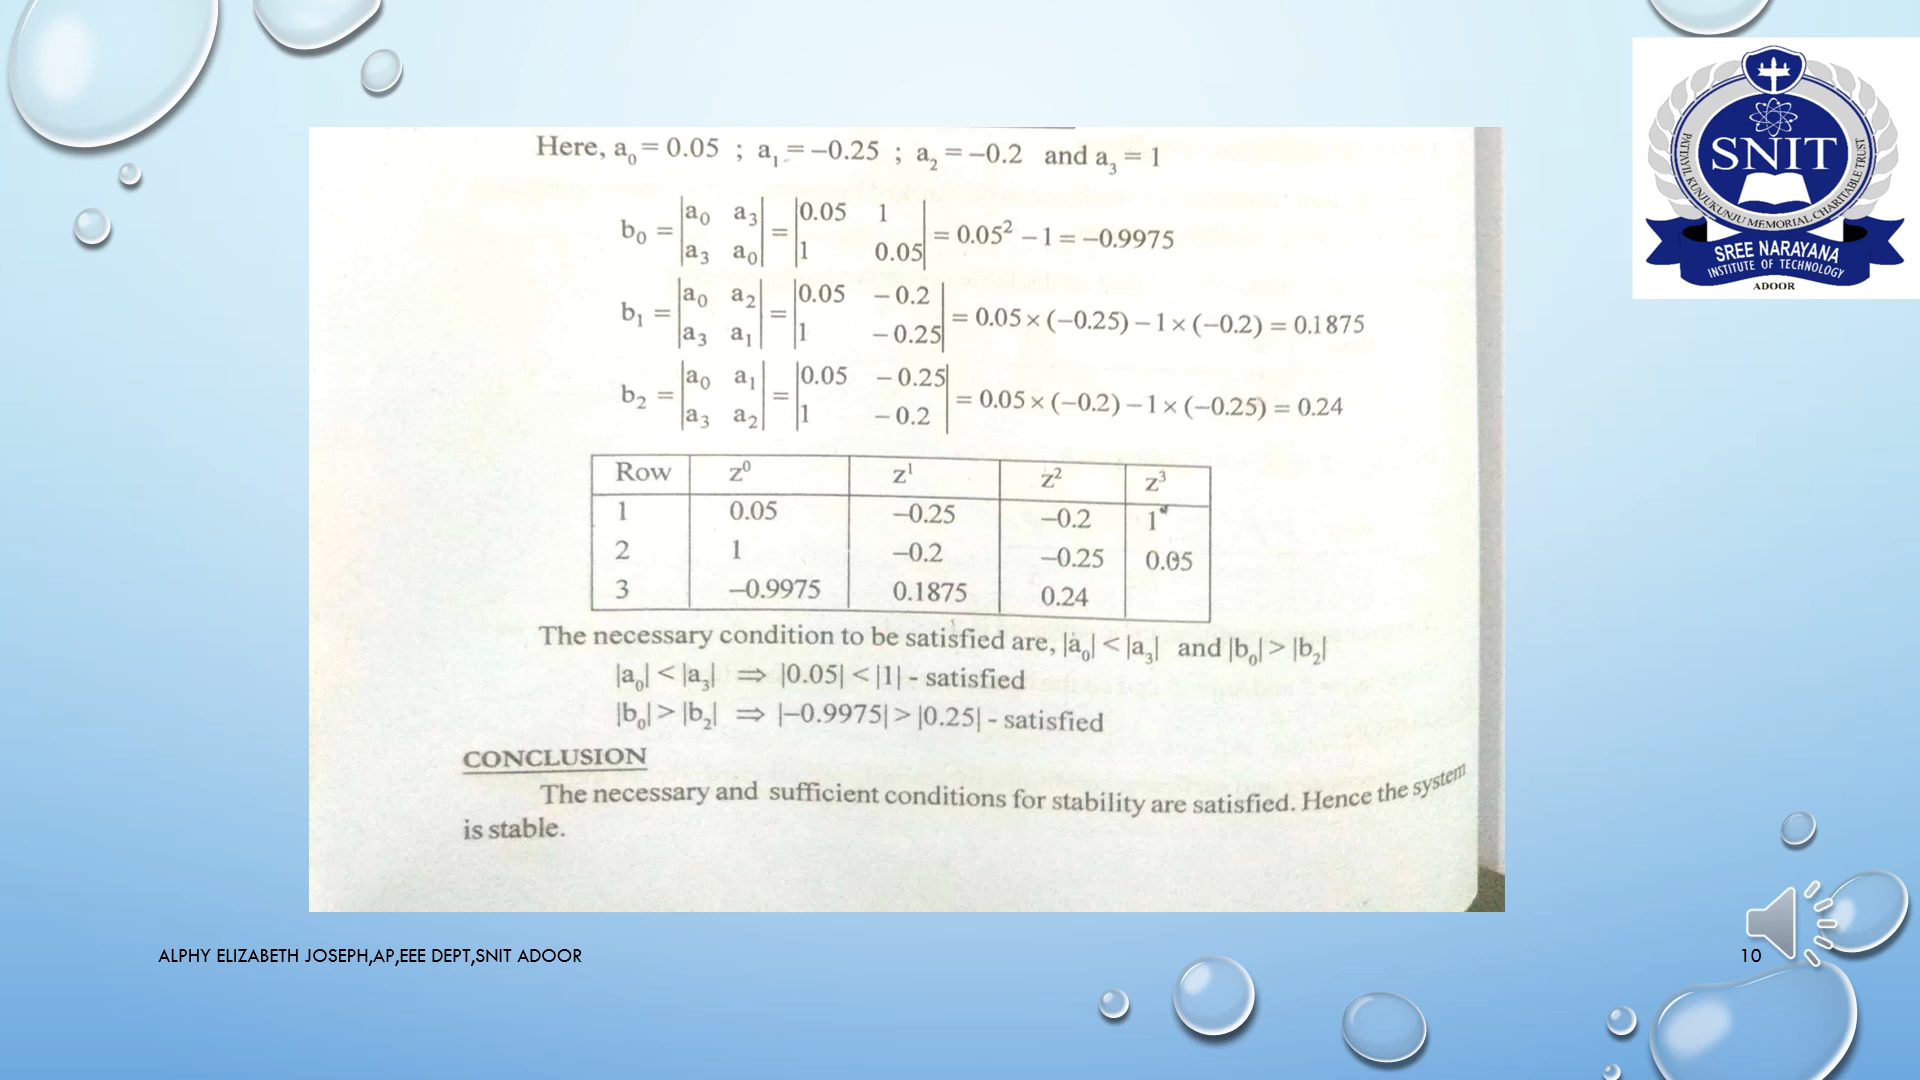 Here, a₀ = 0.05 ; a₁ = –0.25 ; a₂ = –0.2 and a₃ = 1
b₀ = |a₀ a₃; a₃ a₀| = |0.05 1; 1 0.05| = 0.05² – 1 = –0.9975
b₁ = |a₀ a₂; a₃ a₁| = |0.05 – 0.2; 1 – 0.25| = 0.05 × (–0.25) – 1 × (–0.2) = 0.1875
b₂ = |a₀ a₁; a₃ a₂| = |0.05 – 0.25; 1 – 0.2| = 0.05 × (–0.2) – 1 × (–0.25) = 0.24
Row z⁰ z¹ z² z³
1 0.05 –0.25 –0.2 1
2 1 –0.2 –0.25 0.05
3 –0.9975 0.1875 0.24
The necessary condition to be satisfied are, |a₀| < |a₃| and |b₀| > |b₂|
|a₀| < |a₃| ⇒ |0.05| < |1| - satisfied
|b₀| > |b₂| ⇒ |–0.9975| > |0.25| - satisfied
CONCLUSION
The necessary and sufficient conditions for stability are satisfied. Hence the system
is stable.
SNIT
PATTAYIL KUNJUKUNJU MEMORIAL CHARITABLE TRUST
SREE NARAYANA
INSTITUTE OF TECHNOLOGY
ADOOR
ALPHY ELIZABETH JOSEPH,AP,EEE DEPT,SNIT ADOOR
10